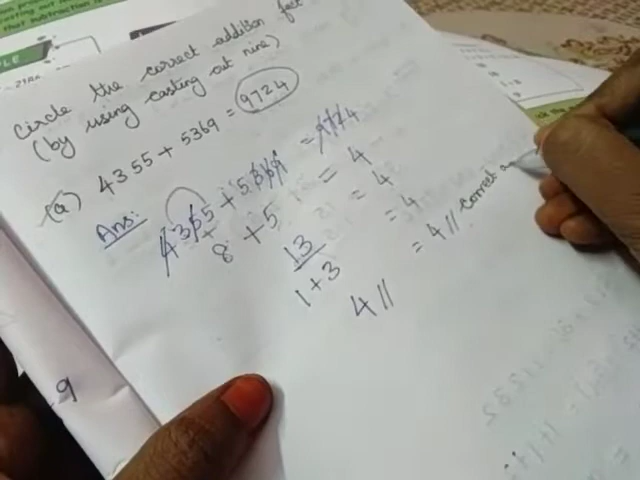 Circle the correct addition fact
(by using casting out nine)
(a) 4355 + 5369 = 9724
Ans: 4355 + 5369 = 9724
8 + 5 = 4
13 = 4
1 + 3 = 4
4 // = 4 // correct a
9